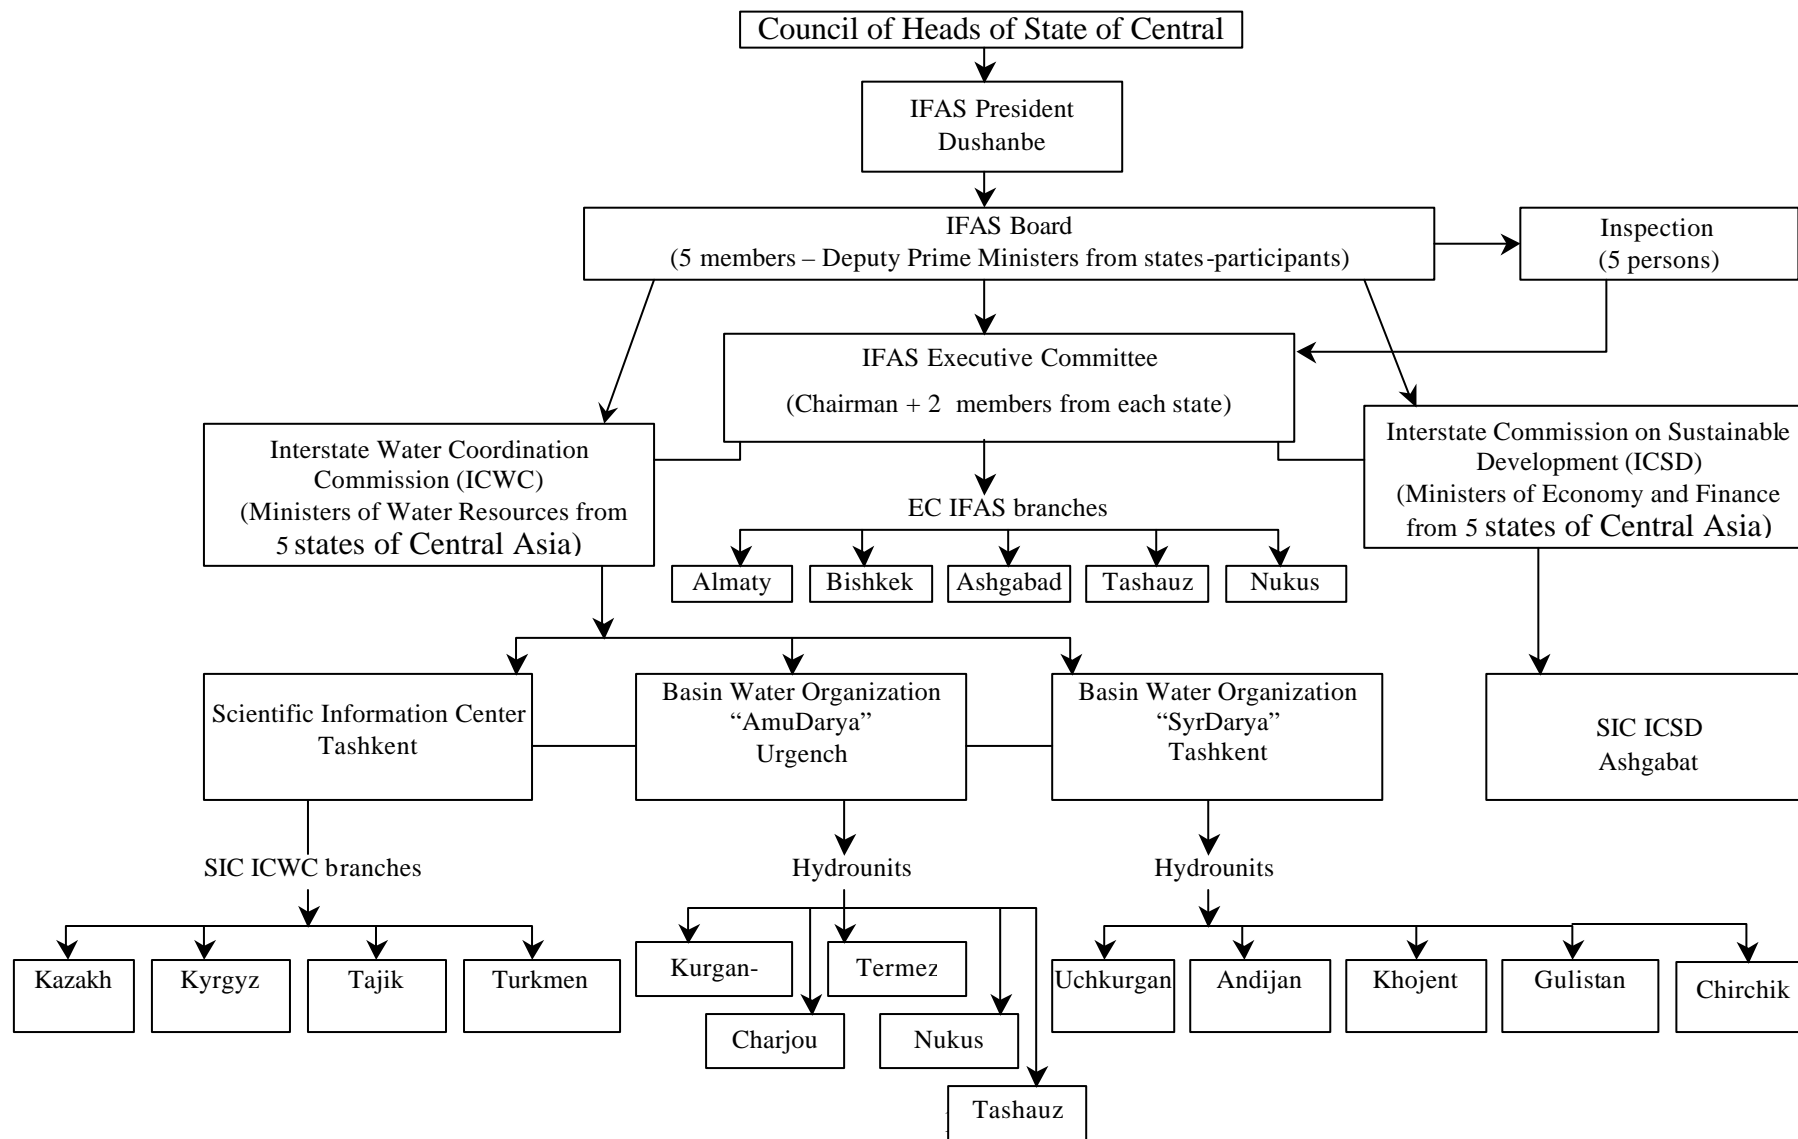 Council of Heads of State of Central
IFAS President
Dushanbe
IFAS Board
(5 members – Deputy Prime Ministers from states-participants)
Inspection
(5 persons)
IFAS Executive Committee
(Chairman + 2 members from each state)
Interstate Water Coordination
Commission (ICWC)
(Ministers of Water Resources from
5 states of Central Asia)
Interstate Commission on Sustainable
Development (ICSD)
(Ministers of Economy and Finance
from 5 states of Central Asia)
EC IFAS branches
Almaty
Bishkek
Ashgabad
Tashauz
Nukus
Scientific Information Center
Tashkent
Basin Water Organization
“AmuDarya”
Urgench
Basin Water Organization
“SyrDarya”
Tashkent
SIC ICSD
Ashgabat
SIC ICWC branches
Hydrounits
Hydrounits
Kazakh
Kyrgyz
Tajik
Turkmen
Kurgan-
Termez
Charjou
Nukus
Tashauz
Uchkurgan
Andijan
Khojent
Gulistan
Chirchik